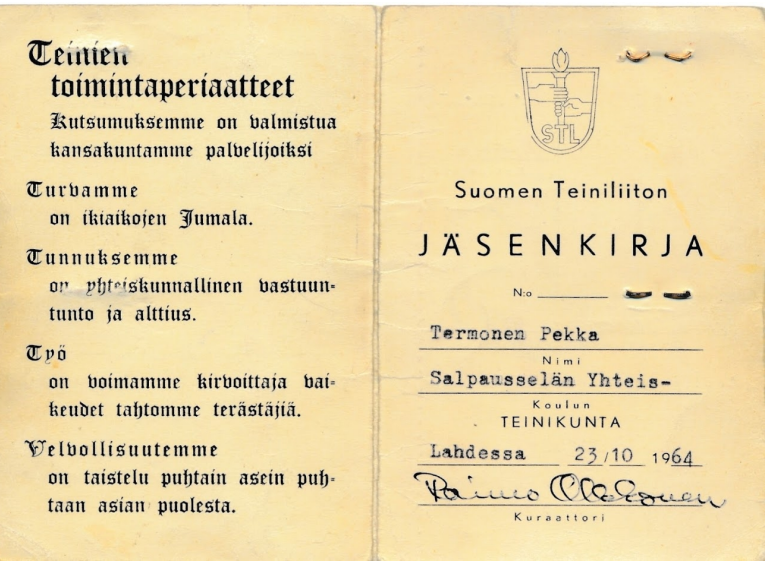 Teinien
toimintaperiaatteet
Kutsumuksemme on valmistua
kansakuntamme palvelijoiksi
Turvamme
on ikiaikojen Jumala.
Tunnuksemme
on yhteiskunnallinen vastuun-
tunto ja alttius.
Työ
on voimamme kirvoittaja vai-
keudet tahtomme terästäjiä.
Velvollisuutemme
on taistelu puhtain asein puh-
taan asian puolesta.
STL
Suomen Teiniliiton
JÄSENKIRJA
N:o
Termonen Pekka
Nimi
Salpausselän Yhteis-
Koulun
TEINIKUNTA
Lahdessa 23/10 1964
Raimo
Kuraattori